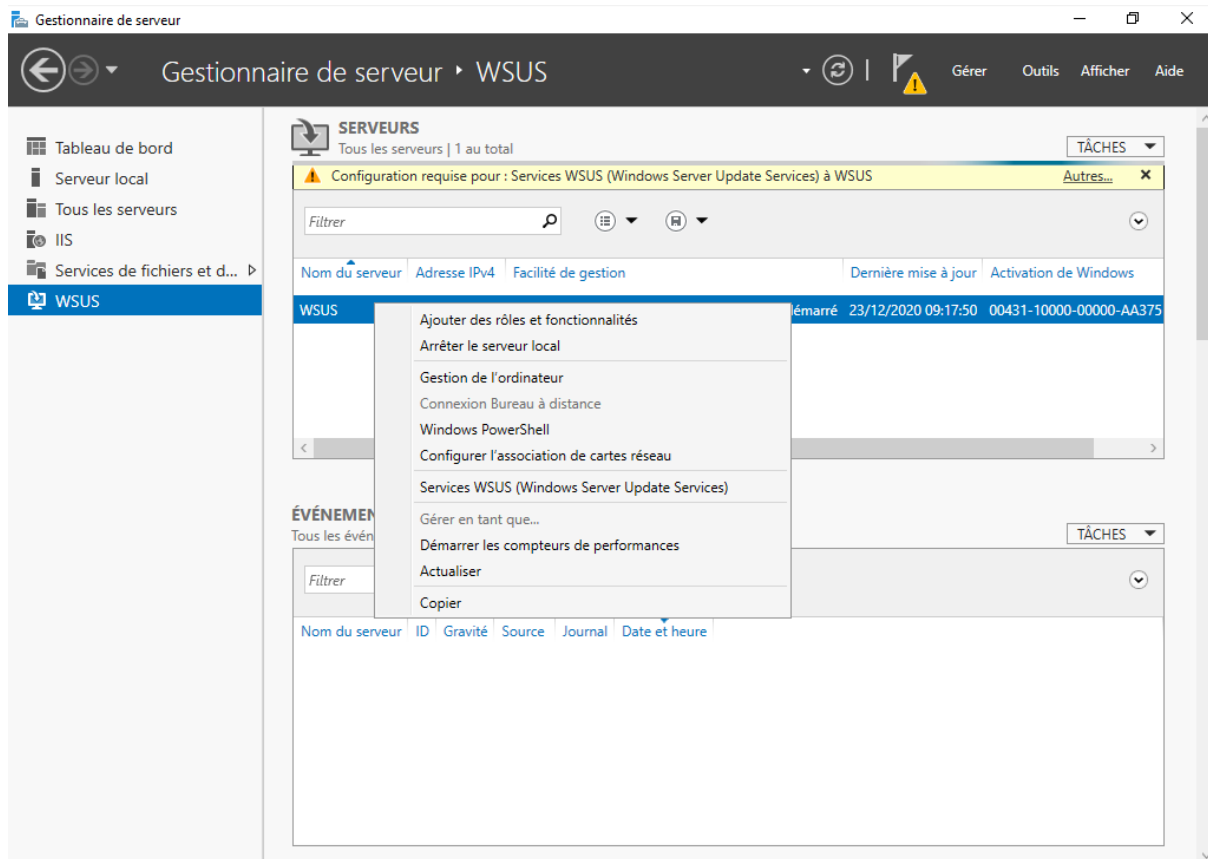 Gestionnaire de serveur
Gestionnaire de serveur ‣ WSUS
Gérer Outils Afficher Aide
Tableau de bord
Serveur local
Tous les serveurs
IIS
Services de fichiers et d...
WSUS
SERVEURS
Tous les serveurs | 1 au total
TÂCHES
Configuration requise pour : Services WSUS (Windows Server Update Services) à WSUS
Autres...
Filtrer
Nom du serveur Adresse IPv4 Facilité de gestion Dernière mise à jour Activation de Windows
WSUS émarré 23/12/2020 09:17:50 00431-10000-00000-AA375
Ajouter des rôles et fonctionnalités
Arrêter le serveur local
Gestion de l'ordinateur
Connexion Bureau à distance
Windows PowerShell
Configurer l'association de cartes réseau
Services WSUS (Windows Server Update Services)
Gérer en tant que...
Démarrer les compteurs de performances
Actualiser
Copier
ÉVÉNEMEN
Tous les évén
TÂCHES
Filtrer
Nom du serveur ID Gravité Source Journal Date et heure